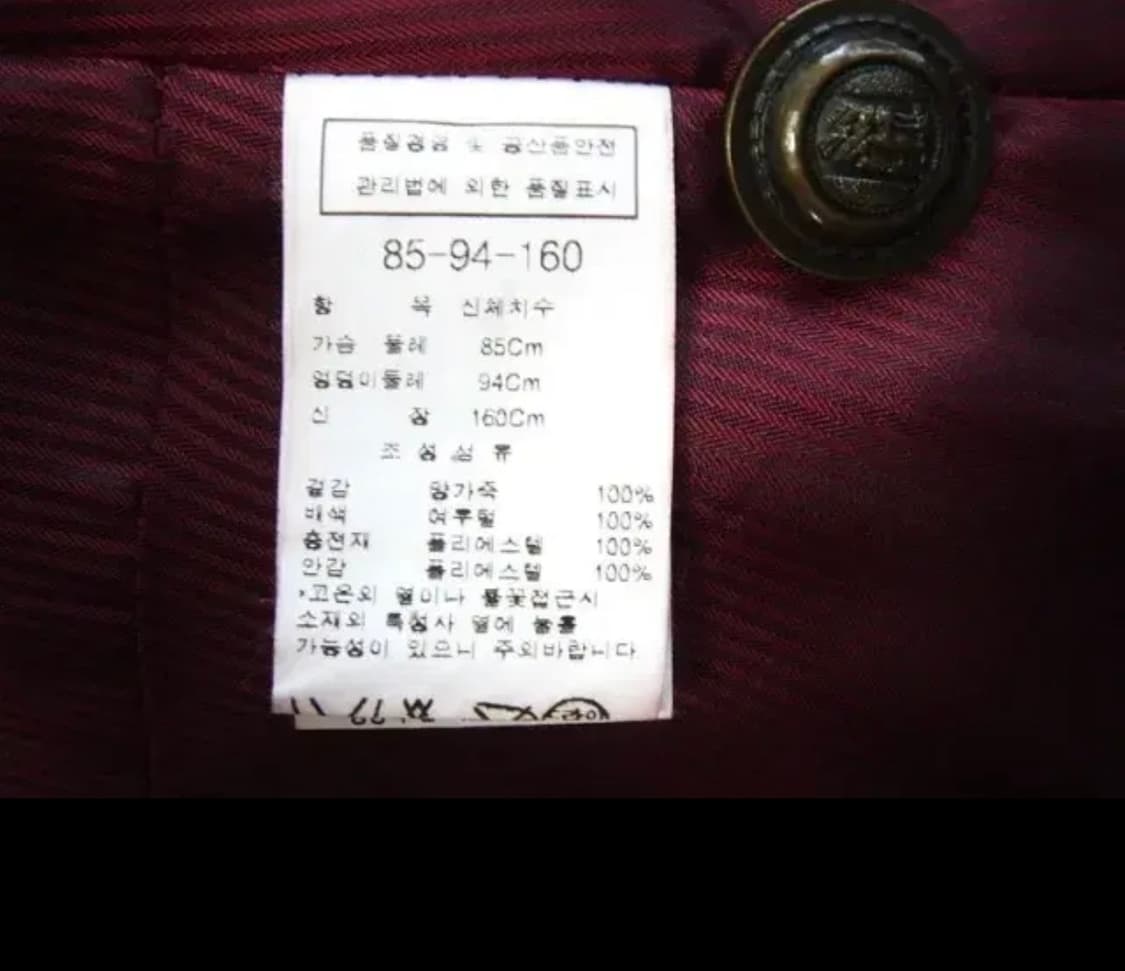 품질경영 및 공산품안전
관리법에 의한 품질표시
85-94-160
항 목 신체치수
가슴 둘레 85Cm
엉덩이둘레 94Cm
신 장 160Cm
조 성 섬 유
겉감 양가죽 100%
배색 여우털 100%
충전재 폴리에스텔 100%
안감 폴리에스텔 100%
*고온의 열이나 불꽃접근시
소재의 특성사 열에 눌를
가능성이 있으니 주의바랍니다